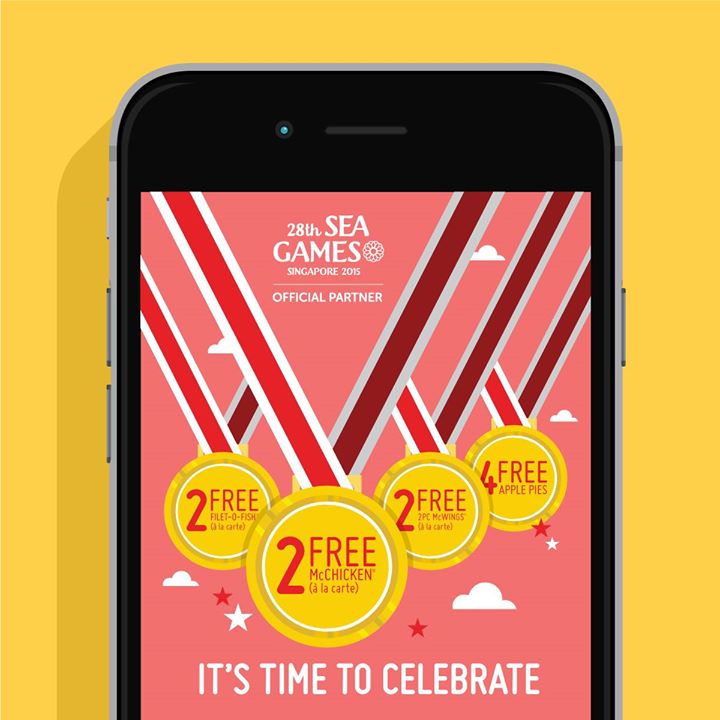 28th SEA
GAMES
SINGAPORE 2015
OFFICIAL PARTNER
2 FREE
FILET-O-FISH®
(à la carte)
2 FREE
McCHICKEN®
(à la carte)
2 FREE
2PC McWINGS®
(à la carte)
4 FREE
APPLE PIES
IT'S TIME TO CELEBRATE